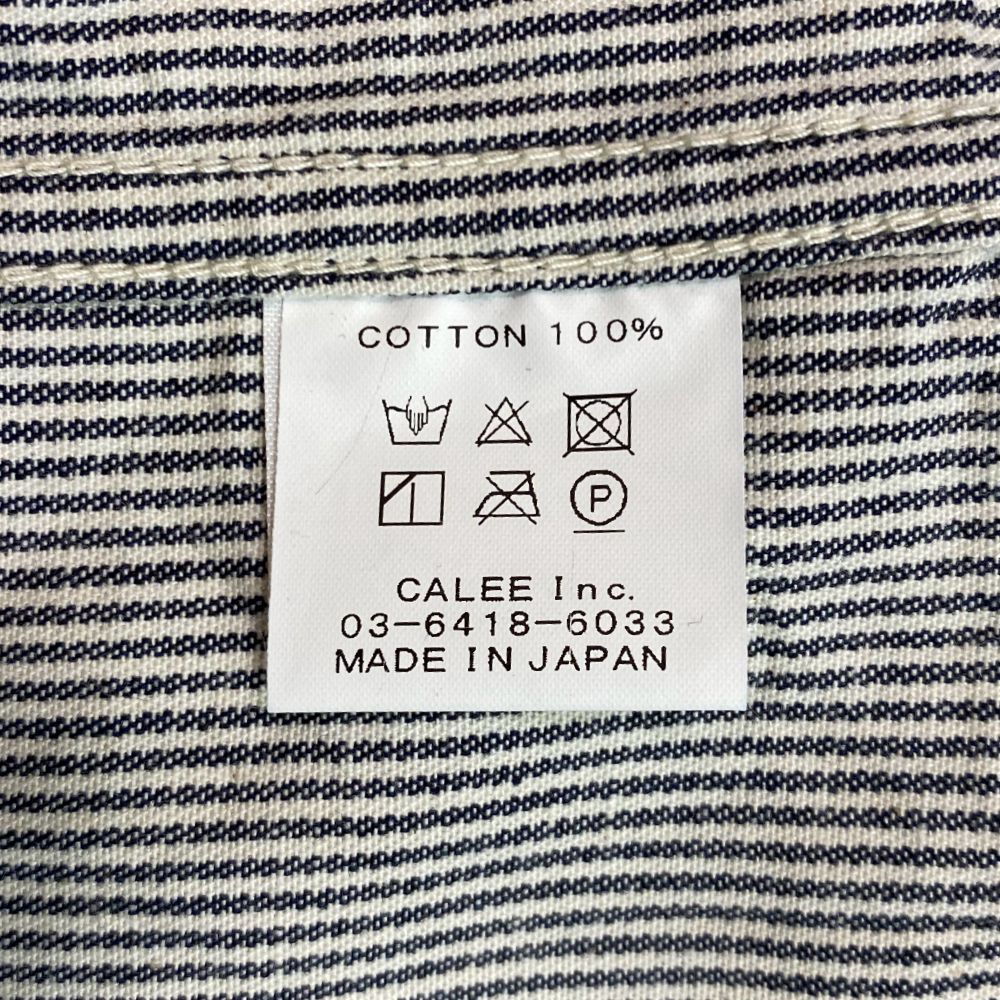 COTTON 100%
P
CALEE Inc.
03-6418-6033
MADE IN JAPAN